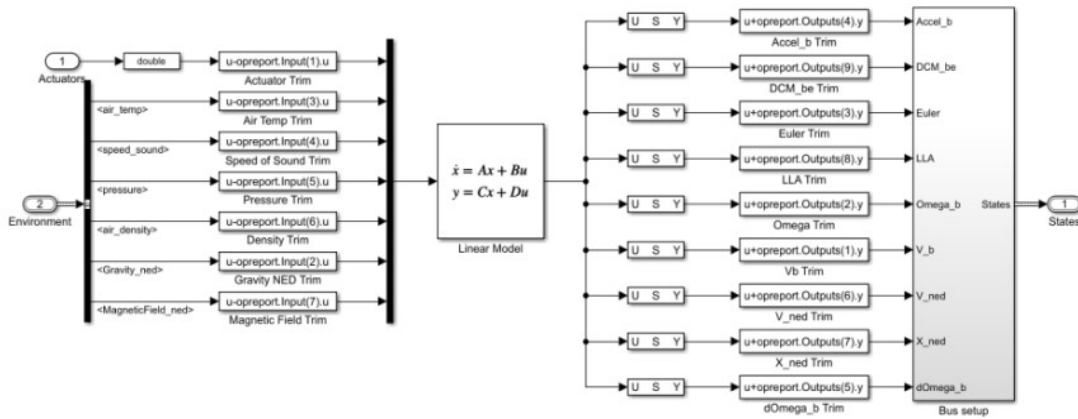 1
Actuators
double
u-opreport.Input(1).u
Actuator Trim
<air_temp>
u-opreport.Input(3).u
Air Temp Trim
<speed_sound>
u-opreport.Input(4).u
Speed of Sound Trim
<pressure>
u-opreport.Input(5).u
Pressure Trim
2
Environment
<air_density>
u-opreport.Input(6).u
Density Trim
<Gravity_ned>
u-opreport.Input(2).u
Gravity NED Trim
<MagneticField_ned>
u-opreport.Input(7).u
Magnetic Field Trim
ẋ = Ax + Bu
y = Cx + Du
Linear Model
U S Y
u+opreport.Outputs(4).y
Accel_b Trim
Accel_b
U S Y
u+opreport.Outputs(9).y
DCM_be Trim
DCM_be
U S Y
u+opreport.Outputs(3).y
Euler Trim
Euler
U S Y
u+opreport.Outputs(8).y
LLA Trim
LLA
U S Y
u+opreport.Outputs(2).y
Omega Trim
Omega_b
U S Y
u+opreport.Outputs(1).y
Vb Trim
V_b
U S Y
u+opreport.Outputs(6).y
V_ned Trim
V_ned
U S Y
u+opreport.Outputs(7).y
X_ned Trim
X_ned
U S Y
u+opreport.Outputs(5).y
dOmega_b Trim
dOmega_b
States
Bus setup
1
States